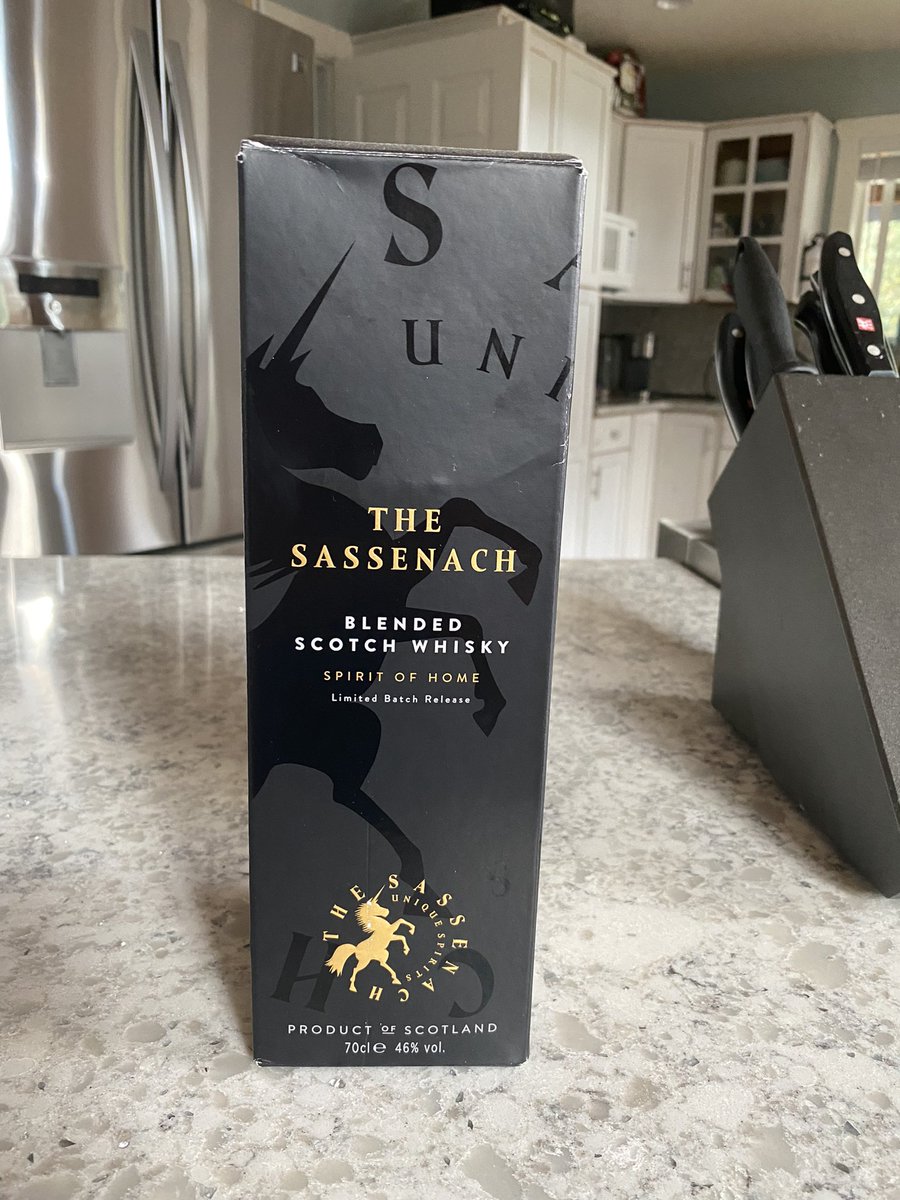 S A
UNI
THE
SASSENACH
BLENDED
SCOTCH WHISKY
SPIRIT OF HOME
Limited Batch Release
THE SASSENACH
UNIQUE SPIRITS
H C
PRODUCT OF SCOTLAND
70cl℮ 46% vol.